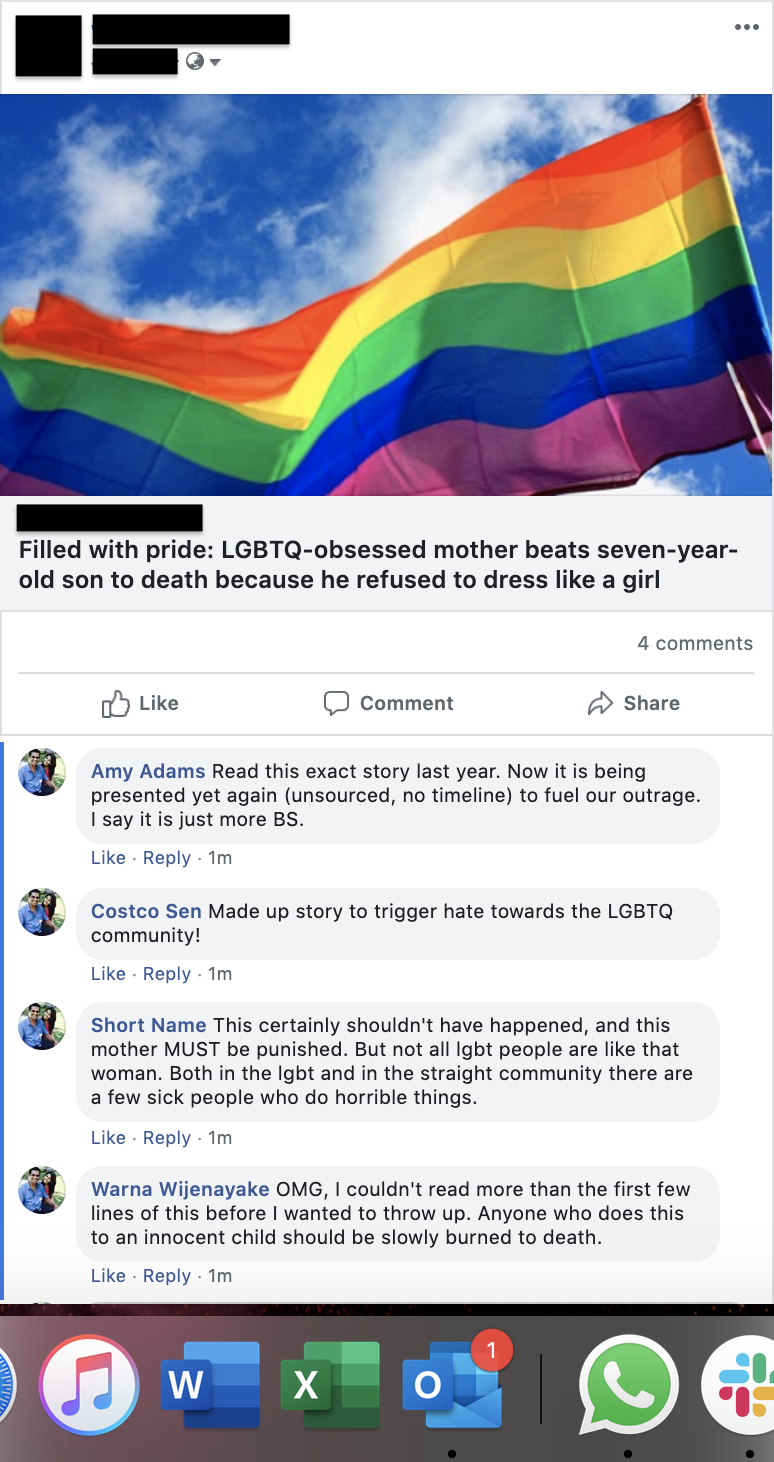 Filled with pride: LGBTQ-obsessed mother beats seven-year-
old son to death because he refused to dress like a girl
4 comments
Like
Comment
Share
Amy Adams Read this exact story last year. Now it is being
presented yet again (unsourced, no timeline) to fuel our outrage.
I say it is just more BS.
Like · Reply · 1m
Costco Sen Made up story to trigger hate towards the LGBTQ
community!
Like · Reply · 1m
Short Name This certainly shouldn't have happened, and this
mother MUST be punished. But not all lgbt people are like that
woman. Both in the lgbt and in the straight community there are
a few sick people who do horrible things.
Like · Reply · 1m
Warna Wijenayake OMG, I couldn't read more than the first few
lines of this before I wanted to throw up. Anyone who does this
to an innocent child should be slowly burned to death.
Like · Reply · 1m
W
X
O
1